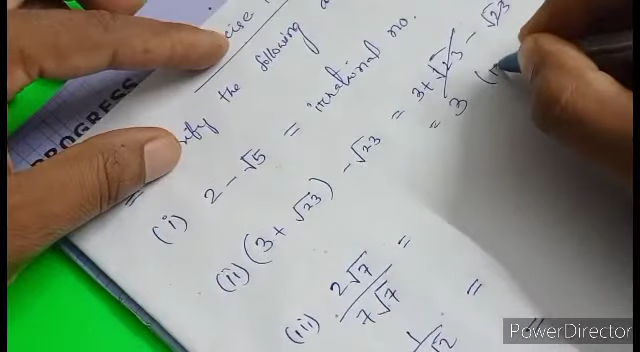 PROGRESS
cise
the following
(i) 2 - √5 = irrational no.
(ii) (3 + √23) - √23 = 3 + √23 - √23
= 3
(iii) 2√7 / 7√7 =
1/√2 =
PowerDirector